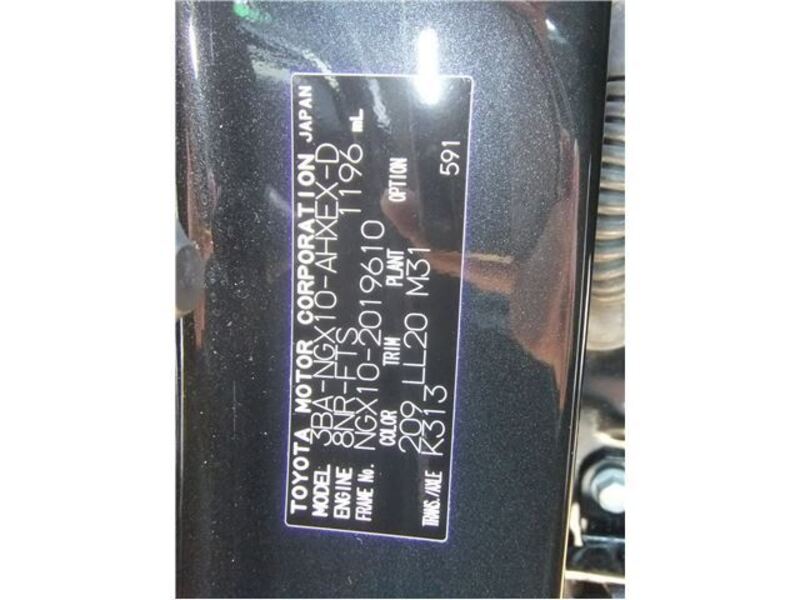 TOYOTA MOTOR CORPORATION JAPAN
MODEL 3BA-NGX10-AHXEX-D
ENGINE 8NR-FTS 1196 mL
FRAME No. NGX10-2019610
COLOR TRIM PLANT OPTION
209 LL20 M31 591
TRANS./AXLE K313